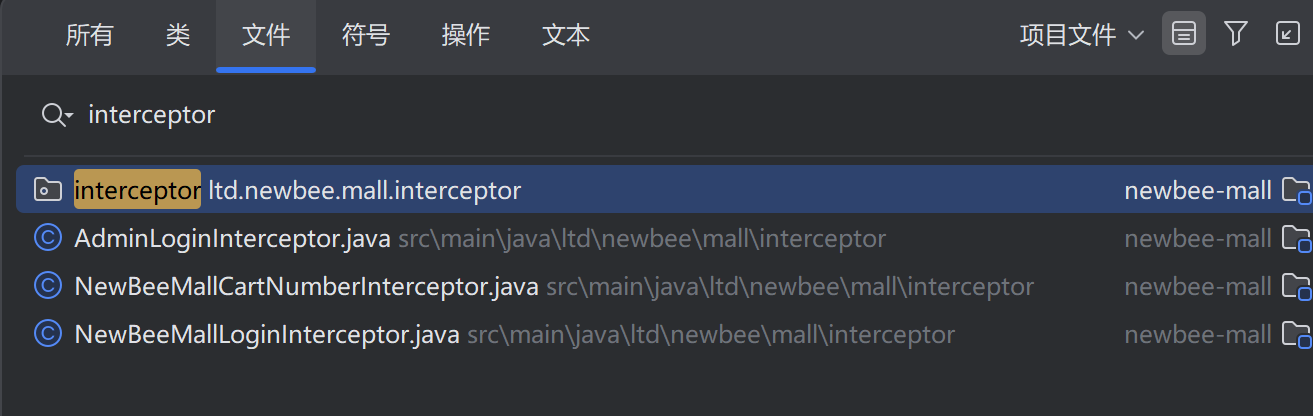 所有 类 文件 符号 操作 文本 项目文件
interceptor
interceptor ltd.newbee.mall.interceptor newbee-mall
AdminLoginInterceptor.java src\main\java\ltd\newbee\mall\interceptor newbee-mall
NewBeeMallCartNumberInterceptor.java src\main\java\ltd\newbee\mall\interceptor newbee-mall
NewBeeMallLoginInterceptor.java src\main\java\ltd\newbee\mall\interceptor newbee-mall